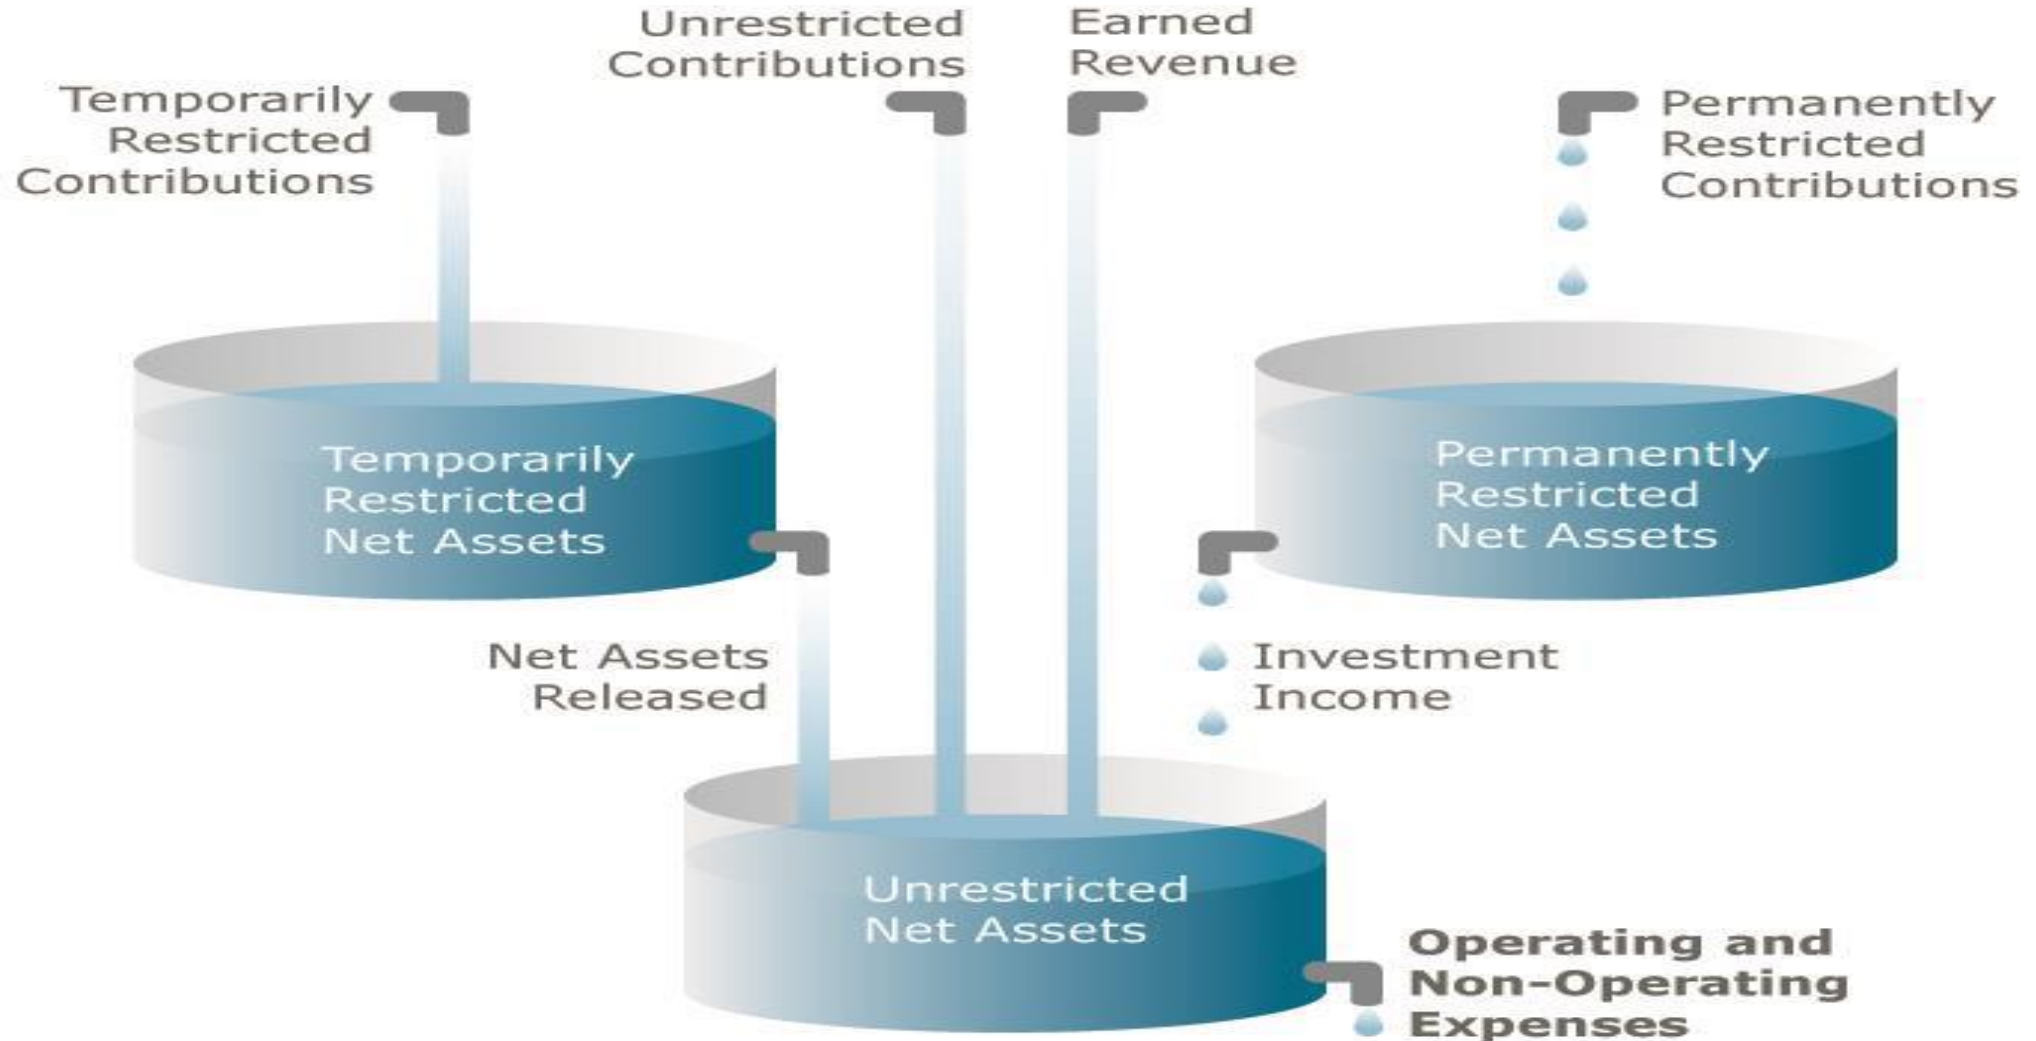 Unrestricted
Contributions
Earned
Revenue
Temporarily
Restricted
Contributions
Permanently
Restricted
Contributions
Temporarily
Restricted
Net Assets
Permanently
Restricted
Net Assets
Net Assets
Released
Investment
Income
Unrestricted
Net Assets
Operating and
Non-Operating
Expenses